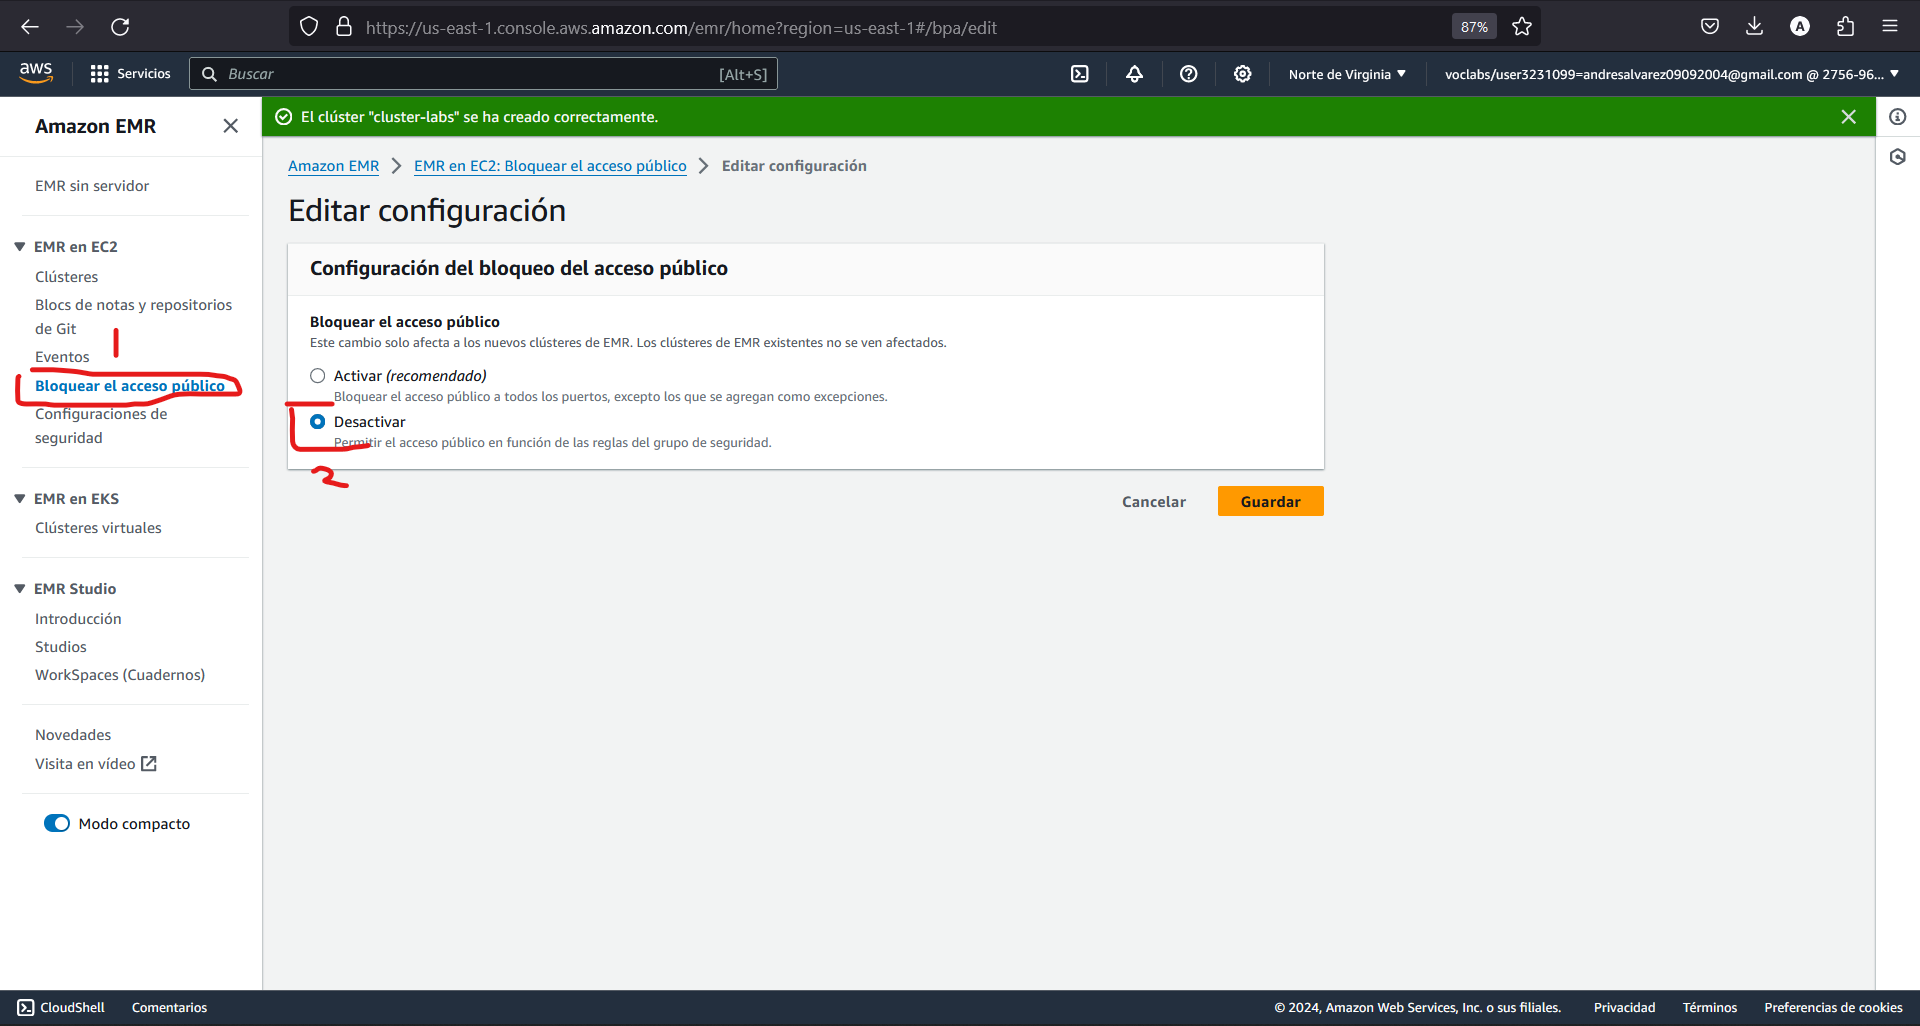 https://us-east-1.console.aws.amazon.com/emr/home?region=us-east-1#/bpa/edit
87%
A
aws
Servicios
Buscar
[Alt+S]
Norte de Virginia
voclabs/user3231099=andresalvarez09092004@gmail.com @ 2756-96...
Amazon EMR
EMR sin servidor
EMR en EC2
Clústeres
Blocs de notas y repositorios
de Git
1
Eventos
Bloquear el acceso público
Configuraciones de
seguridad
EMR en EKS
Clústeres virtuales
EMR Studio
Introducción
Studios
WorkSpaces (Cuadernos)
Novedades
Visita en vídeo
Modo compacto
El clúster "cluster-labs" se ha creado correctamente.
Amazon EMR
EMR en EC2: Bloquear el acceso público
Editar configuración
Editar configuración
Configuración del bloqueo del acceso público
Bloquear el acceso público
Este cambio solo afecta a los nuevos clústeres de EMR. Los clústeres de EMR existentes no se ven afectados.
Activar (recomendado)
Bloquear el acceso público a todos los puertos, excepto los que se agregan como excepciones.
Desactivar
Permitir el acceso público en función de las reglas del grupo de seguridad.
2
Cancelar
Guardar
CloudShell
Comentarios
© 2024, Amazon Web Services, Inc. o sus filiales.
Privacidad
Términos
Preferencias de cookies